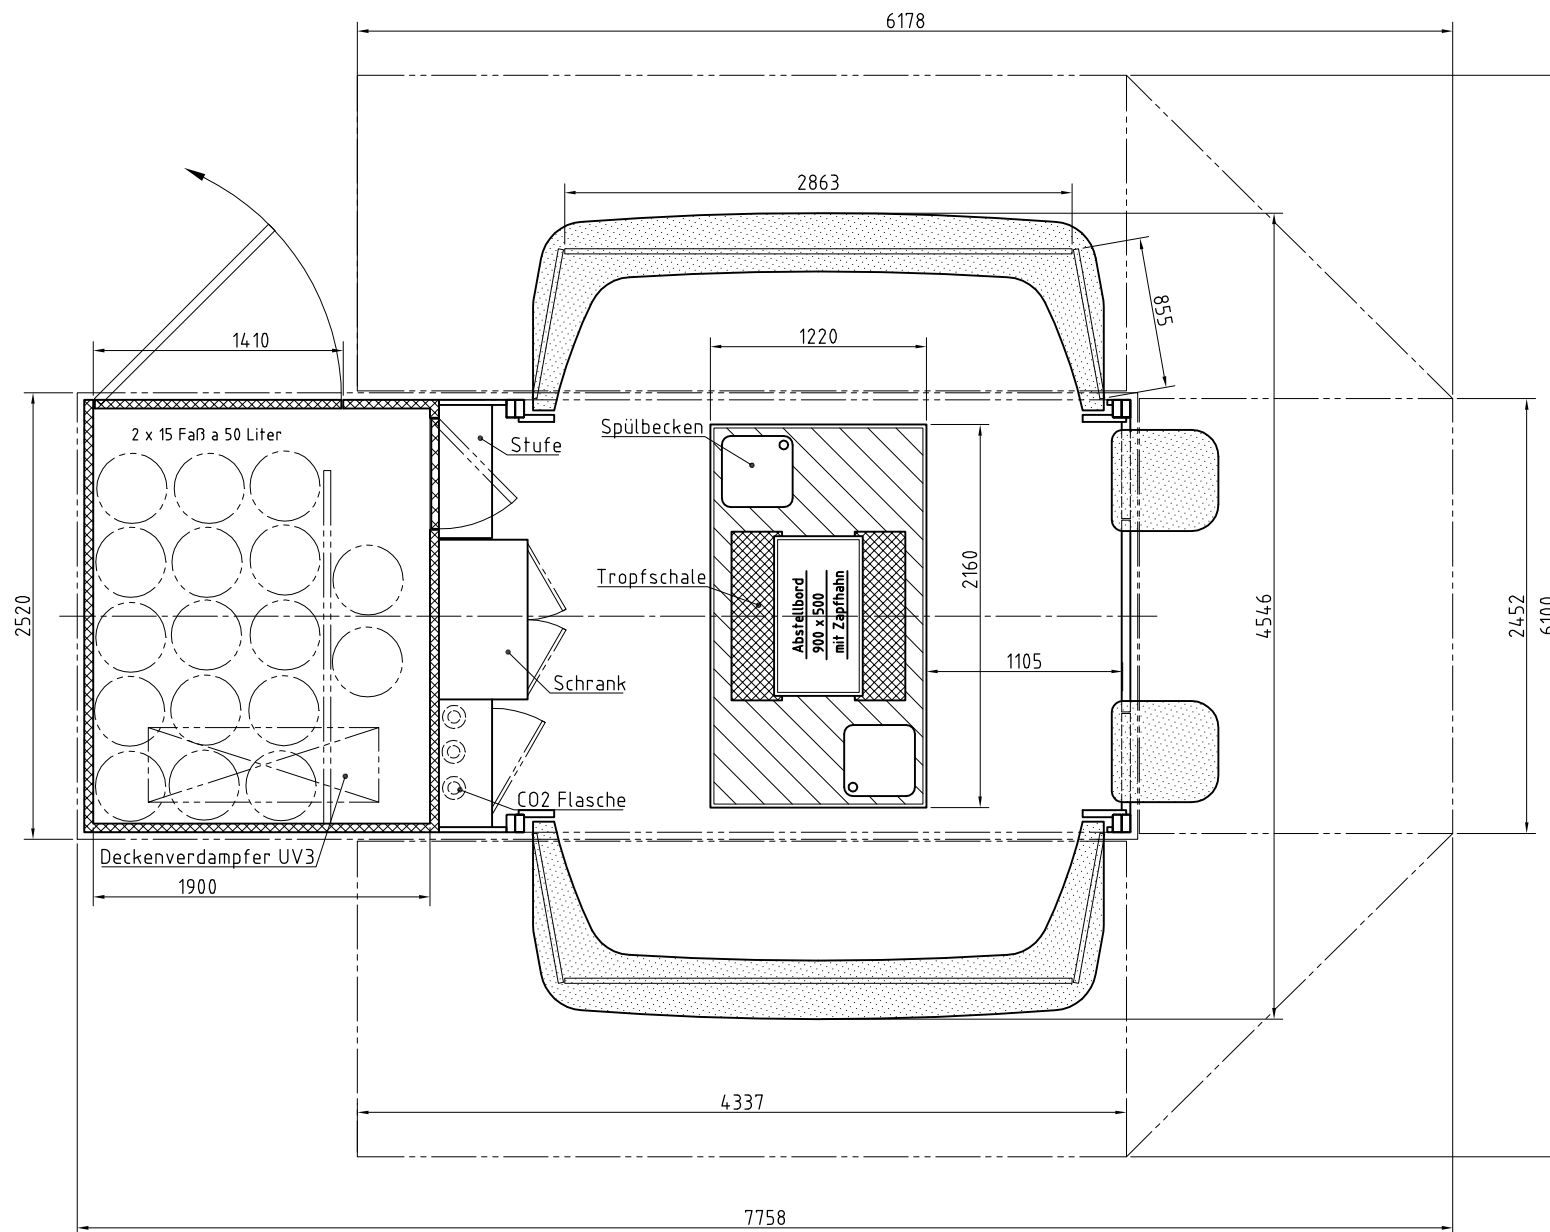 6178
2863
855
1410
1220
2 x 15 Faß a 50 Liter
Stufe
Spülbecken
Tropfschale
Abstellbord
900 x 500
mit Zapfhahn
2160
2520
4546
2452
6100
1105
Schrank
CO2 Flasche
Deckenverdampfer UV3
1900
4337
7758